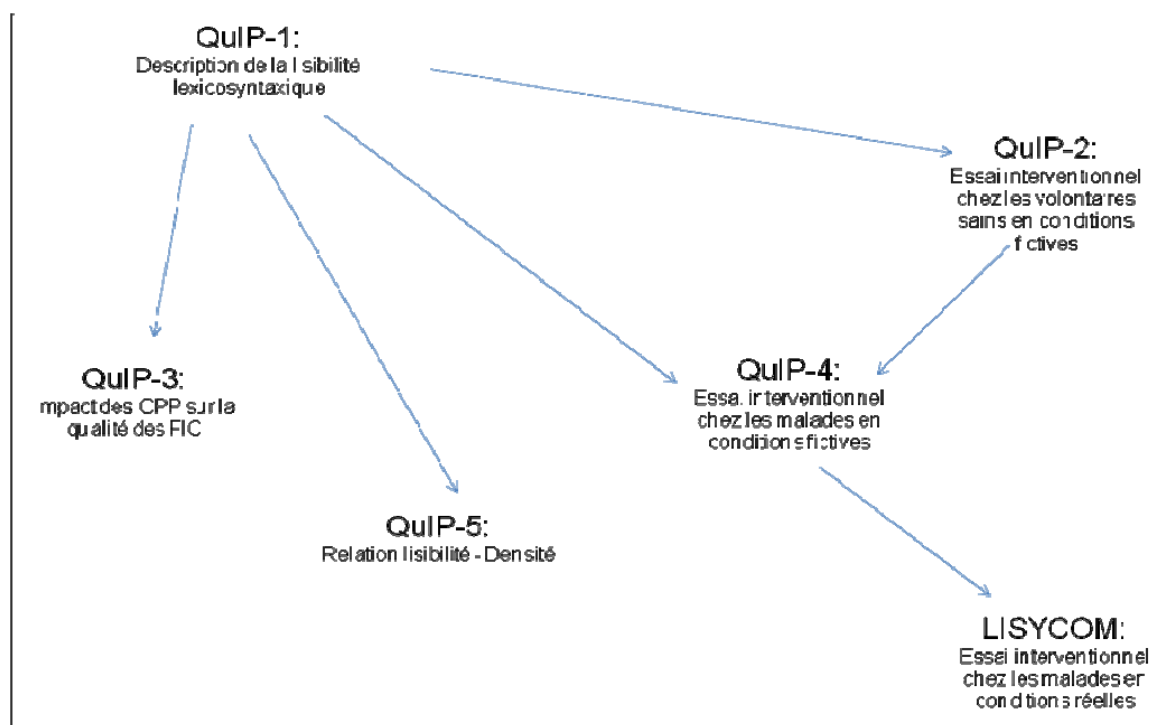 QuIP-1:
Description de la lisibilité
lexicosyntaxique
QuIP-2:
Essai interventionnel
chez les volontaires
sains en conditions
fictives
QuIP-3:
mpact des CPP sur la
qualité des FIC
QuIP-4:
Essai interventionnel
chez les malades en
conditions fictives
QuIP-5:
Relation lisibilité - Densité
LISYCOM:
Essai interventionnel
chez les malades en
conditions réelles